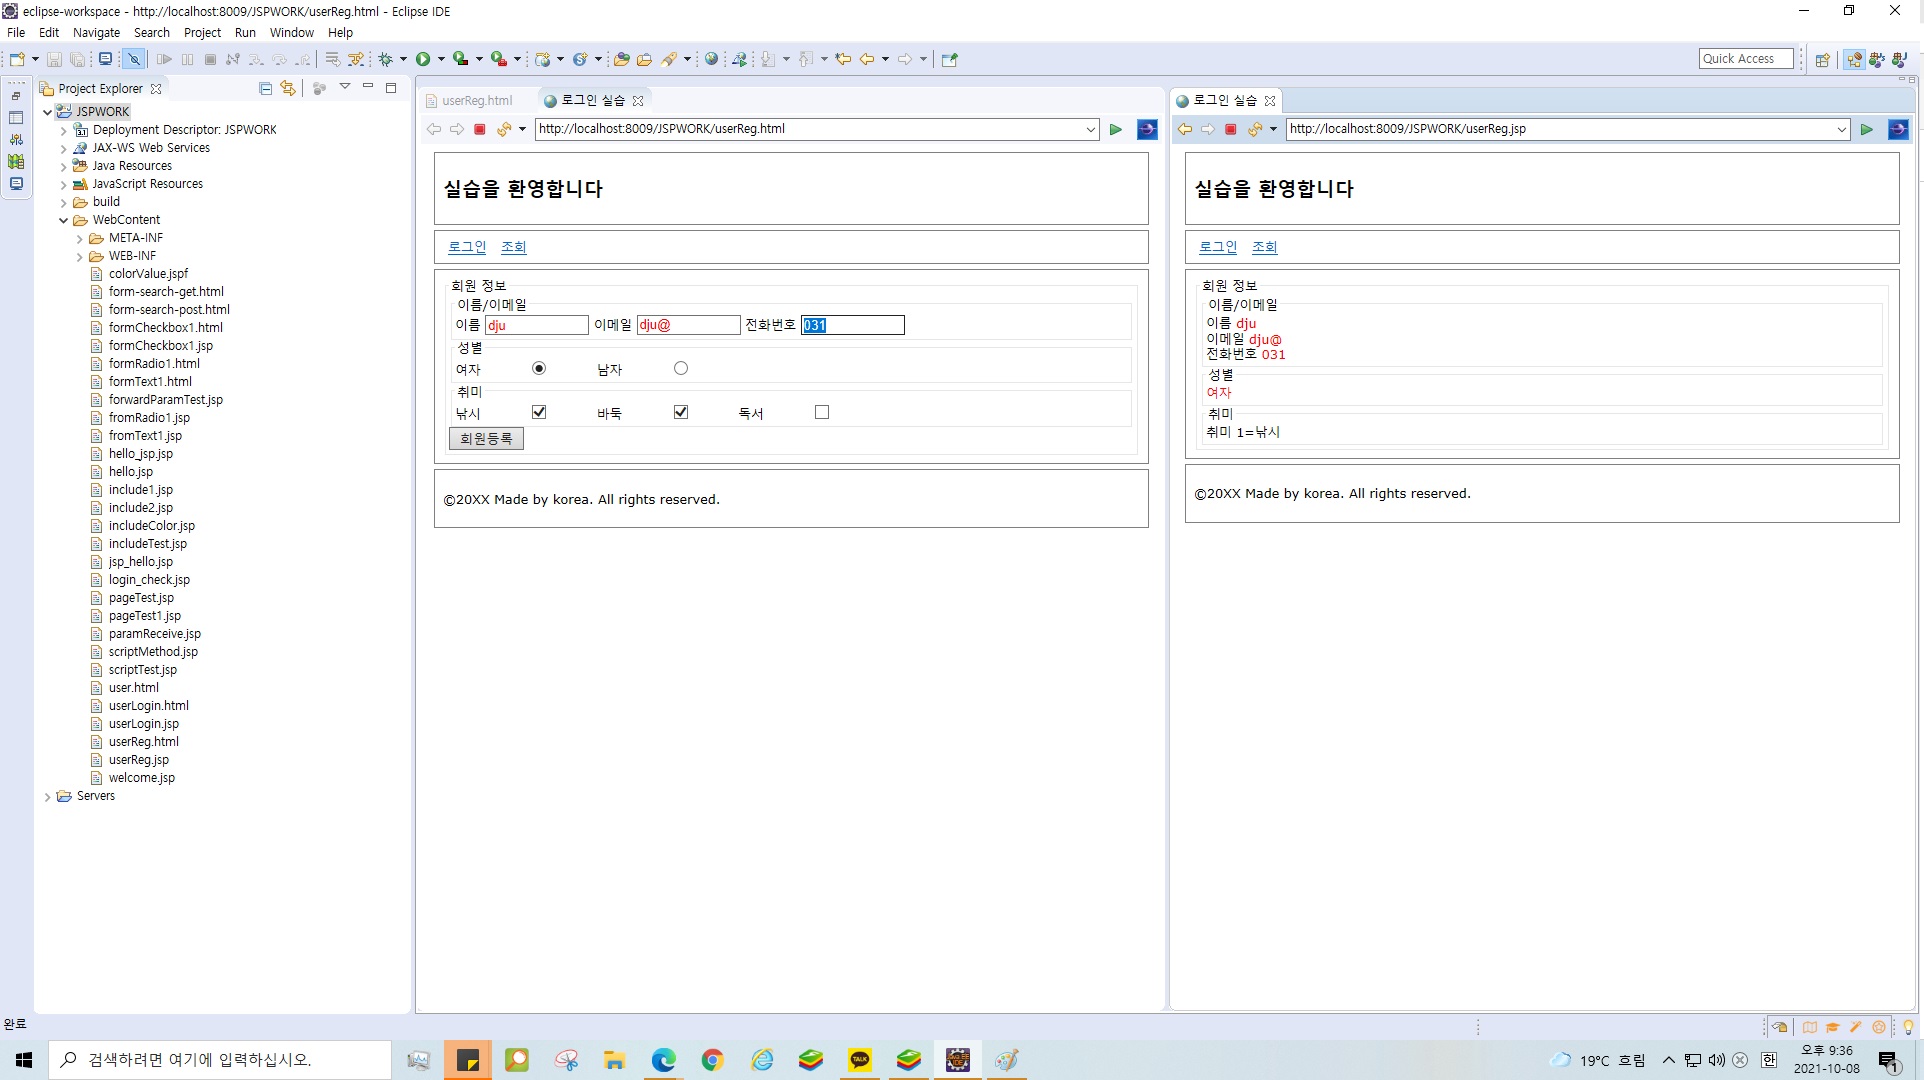 eclipse-workspace - http://localhost:8009/JSPWORK/userReg.html - Eclipse IDE
File Edit Navigate Search Project Run Window Help
Quick Access
Project Explorer
JSPWORK
Deployment Descriptor: JSPWORK
JAX-WS Web Services
Java Resources
JavaScript Resources
build
WebContent
META-INF
WEB-INF
colorValue.jspf
form-search-get.html
form-search-post.html
formCheckbox1.html
formCheckbox1.jsp
formRadio1.html
formText1.html
forwardParamTest.jsp
fromRadio1.jsp
fromText1.jsp
hello_jsp.jsp
hello.jsp
include1.jsp
include2.jsp
includeColor.jsp
includeTest.jsp
jsp_hello.jsp
login_check.jsp
pageTest.jsp
pageTest1.jsp
paramReceive.jsp
scriptMethod.jsp
scriptTest.jsp
user.html
userLogin.html
userLogin.jsp
userReg.html
userReg.jsp
welcome.jsp
Servers
userReg.html 로그인 실습
http://localhost:8009/JSPWORK/userReg.html
실습을 환영합니다
로그인 조회
회원 정보
이름/이메일
이름 dju 이메일 dju@ 전화번호 031
성별
여자 남자
취미
낚시 바둑 독서
회원등록
©20XX Made by korea. All rights reserved.
로그인 실습
http://localhost:8009/JSPWORK/userReg.jsp
실습을 환영합니다
로그인 조회
회원 정보
이름/이메일
이름 dju
이메일 dju@
전화번호 031
성별
여자
취미
취미 1=낚시
©20XX Made by korea. All rights reserved.
완료
검색하려면 여기에 입력하십시오.
TALK
19°C 흐림
한
오후 9:36
2021-10-08
1